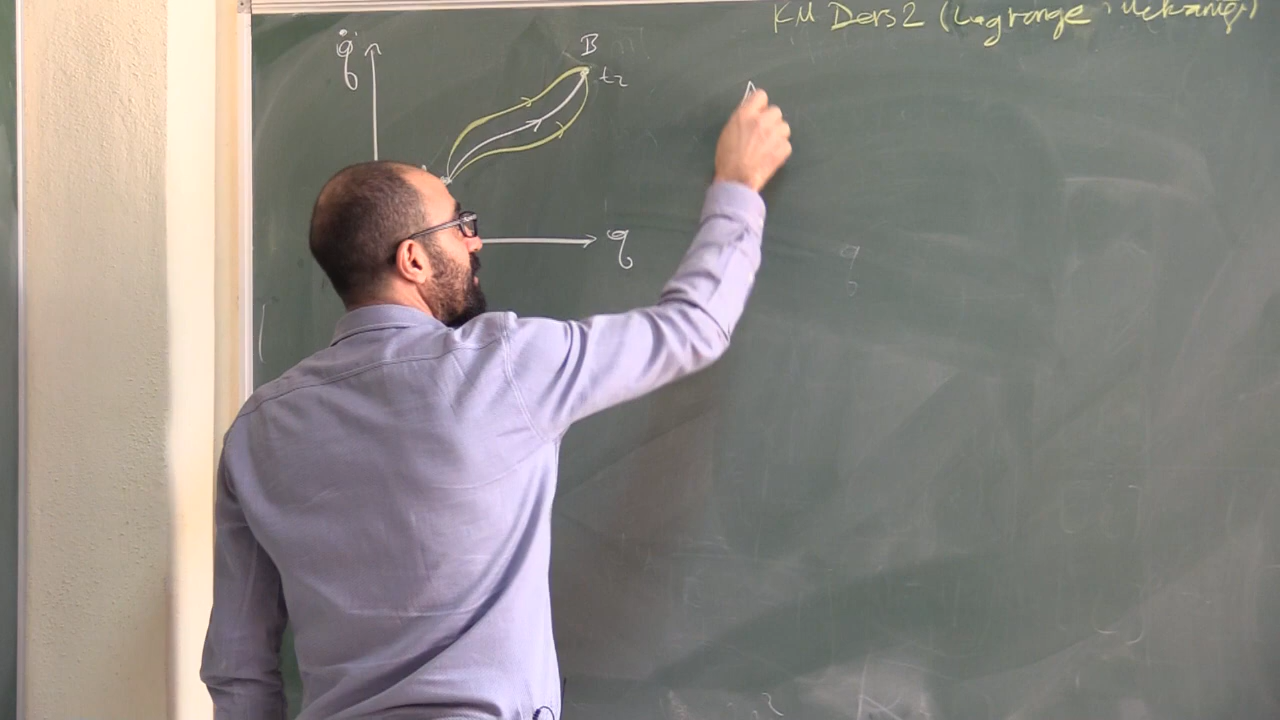 KM Ders 2 (Lagrange Mekaniği)
q̇
B
t₂
q